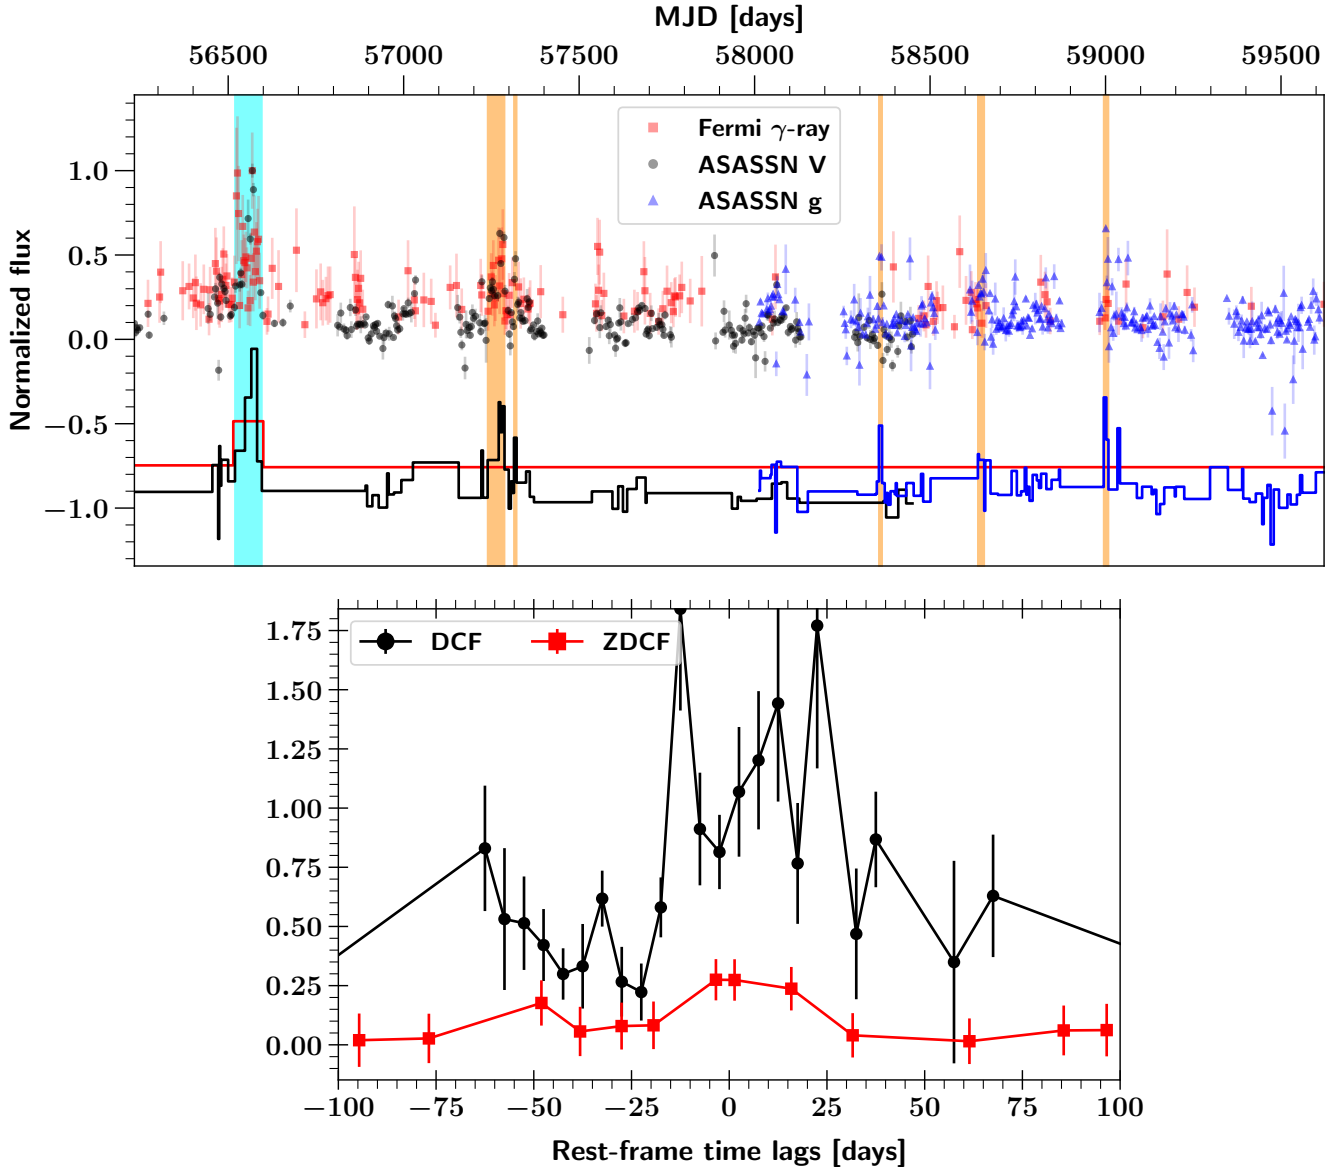 MJD [days]
56500 57000 57500 58000 58500 59000 59500
Fermi γ-ray
ASASSN V
ASASSN g
Normalized flux
1.0
0.5
0.0
−0.5
−1.0
DCF ZDCF
1.75
1.50
1.25
1.00
0.75
0.50
0.25
0.00
−100 −75 −50 −25 0 25 50 75 100
Rest-frame time lags [days]